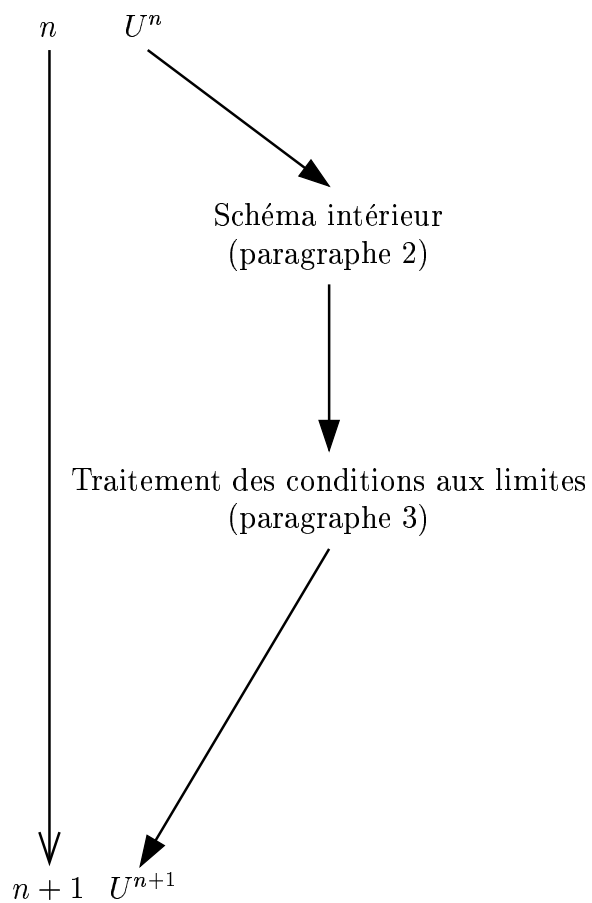 n U^n
Schéma intérieur
(paragraphe 2)
Traitement des conditions aux limites
(paragraphe 3)
n + 1 U^{n+1}